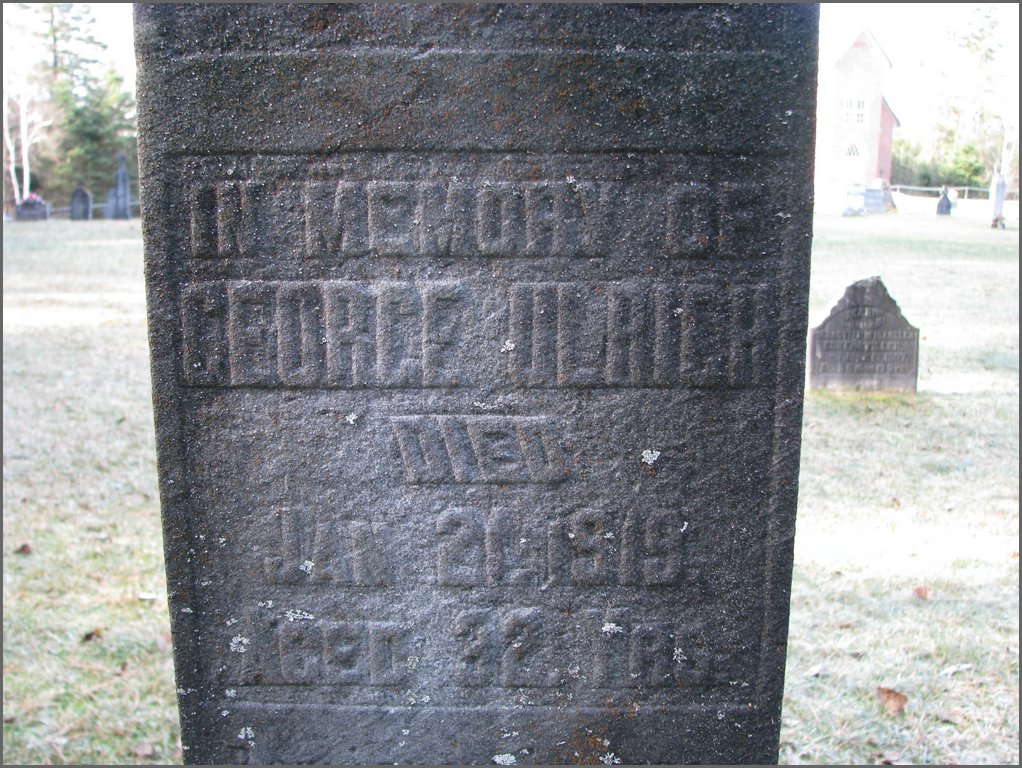 IN MEMORY OF
GEORGE ULRICH
DIED
JAN 21, 1919.
AGED 32. YRS.